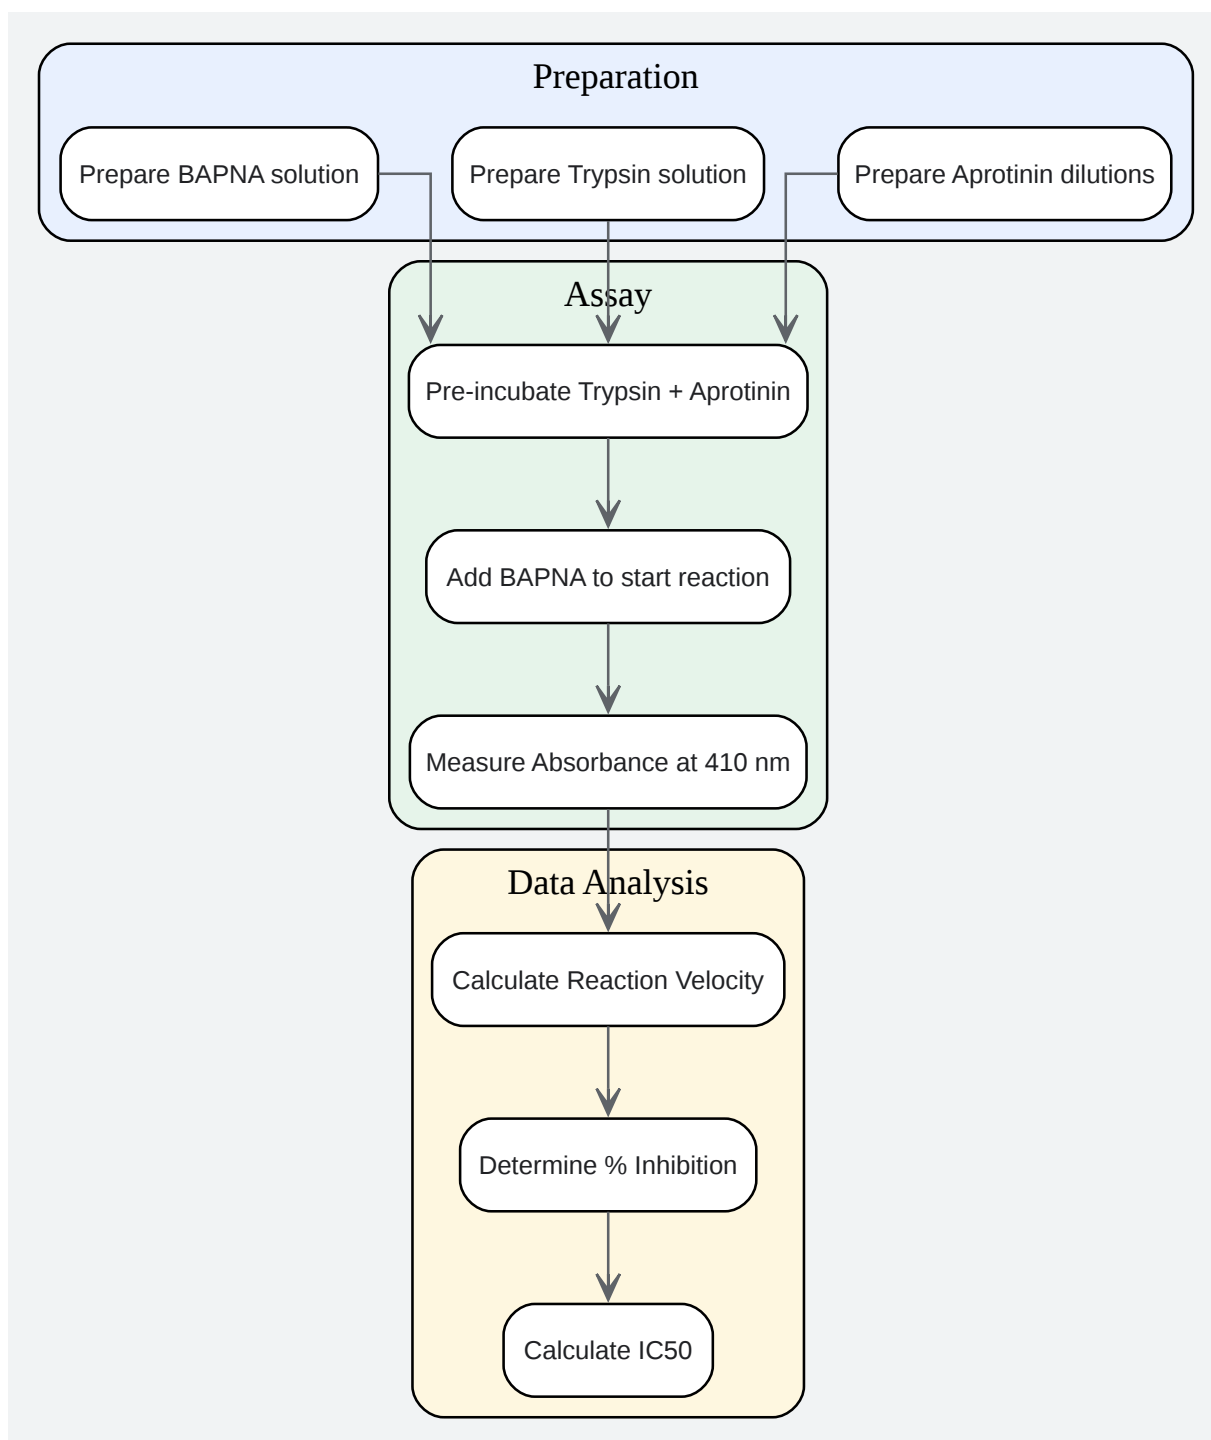 Preparation
Prepare BAPNA solution
Prepare Trypsin solution
Prepare Aprotinin dilutions
Assay
Pre-incubate Trypsin + Aprotinin
Add BAPNA to start reaction
Measure Absorbance at 410 nm
Data Analysis
Calculate Reaction Velocity
Determine % Inhibition
Calculate IC50